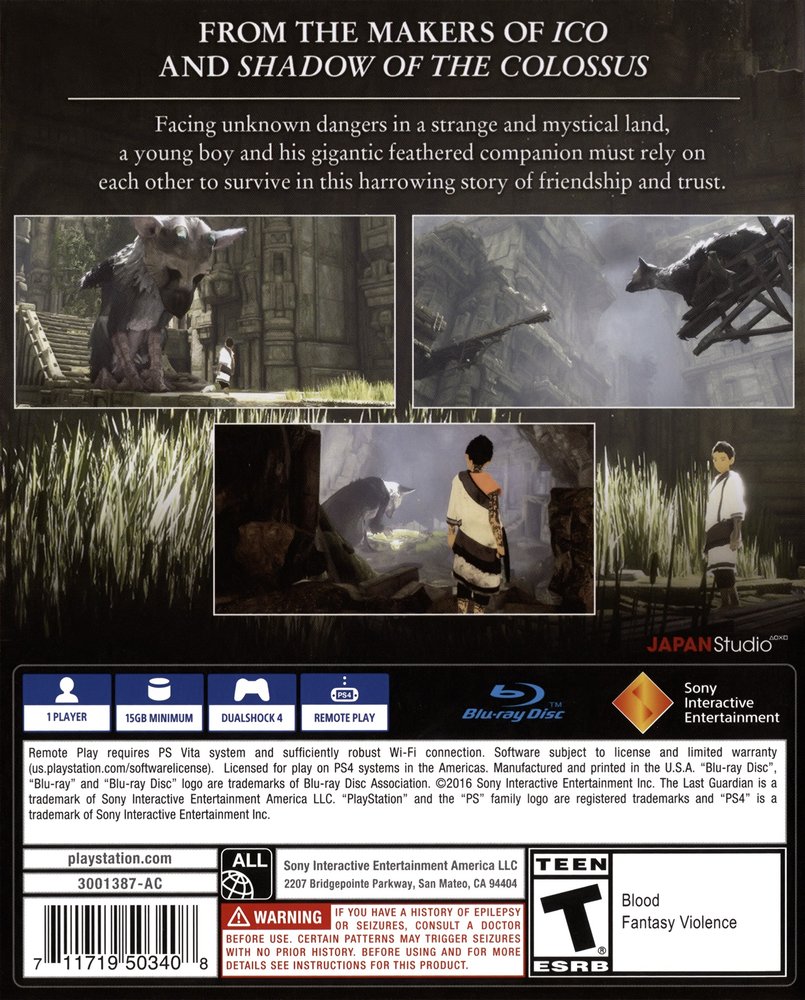 FROM THE MAKERS OF ICO
AND SHADOW OF THE COLOSSUS
Facing unknown dangers in a strange and mystical land,
a young boy and his gigantic feathered companion must rely on
each other to survive in this harrowing story of friendship and trust.
JAPANStudio
1 PLAYER
15GB MINIMUM
DUALSHOCK 4
PS4
REMOTE PLAY
Blu-ray Disc™
Sony
Interactive
Entertainment
Remote Play requires PS Vita system and sufficiently robust Wi-Fi connection. Software subject to license and limited warranty
(us.playstation.com/softwarelicense). Licensed for play on PS4 systems in the Americas. Manufactured and printed in the U.S.A. “Blu-ray Disc”,
“Blu-ray” and “Blu-ray Disc” logo are trademarks of Blu-ray Disc Association. ©2016 Sony Interactive Entertainment Inc. The Last Guardian is a
trademark of Sony Interactive Entertainment America LLC. “PlayStation” and the “PS” family logo are registered trademarks and “PS4” is a
trademark of Sony Interactive Entertainment Inc.
playstation.com
3001387-AC
ALL
Sony Interactive Entertainment America LLC
2207 Bridgepointe Parkway, San Mateo, CA 94404
WARNING IF YOU HAVE A HISTORY OF EPILEPSY
OR SEIZURES, CONSULT A DOCTOR
BEFORE USE. CERTAIN PATTERNS MAY TRIGGER SEIZURES
WITH NO PRIOR HISTORY. BEFORE USING AND FOR MORE
DETAILS SEE INSTRUCTIONS FOR THIS PRODUCT.
7 11719 50340 8
TEEN
T®
ESRB
Blood
Fantasy Violence